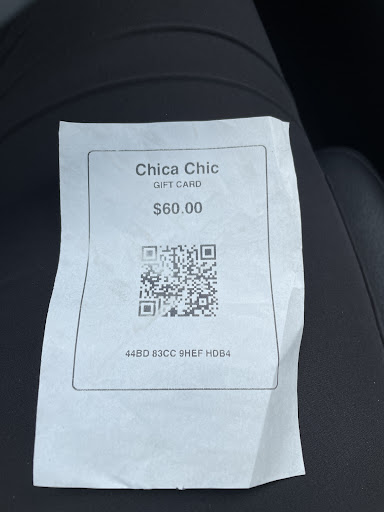 Chica Chic
GIFT CARD
$60.00
44BD 83CC 9HEF HDB4